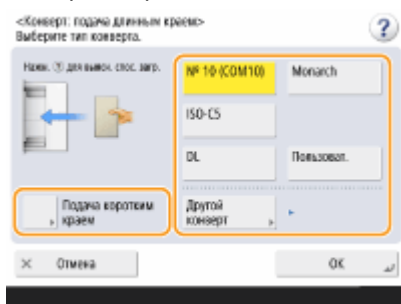 <Конверт: подача длинным краем>
Выберите тип конверта.
?
Нажм. ? для вывск. спос. загр.
№ 10 (COM10)
Monarch
ISO-C5
DL
Пользоват.
Подача коротким
краем
Другой
конверт
× Отмена
OK